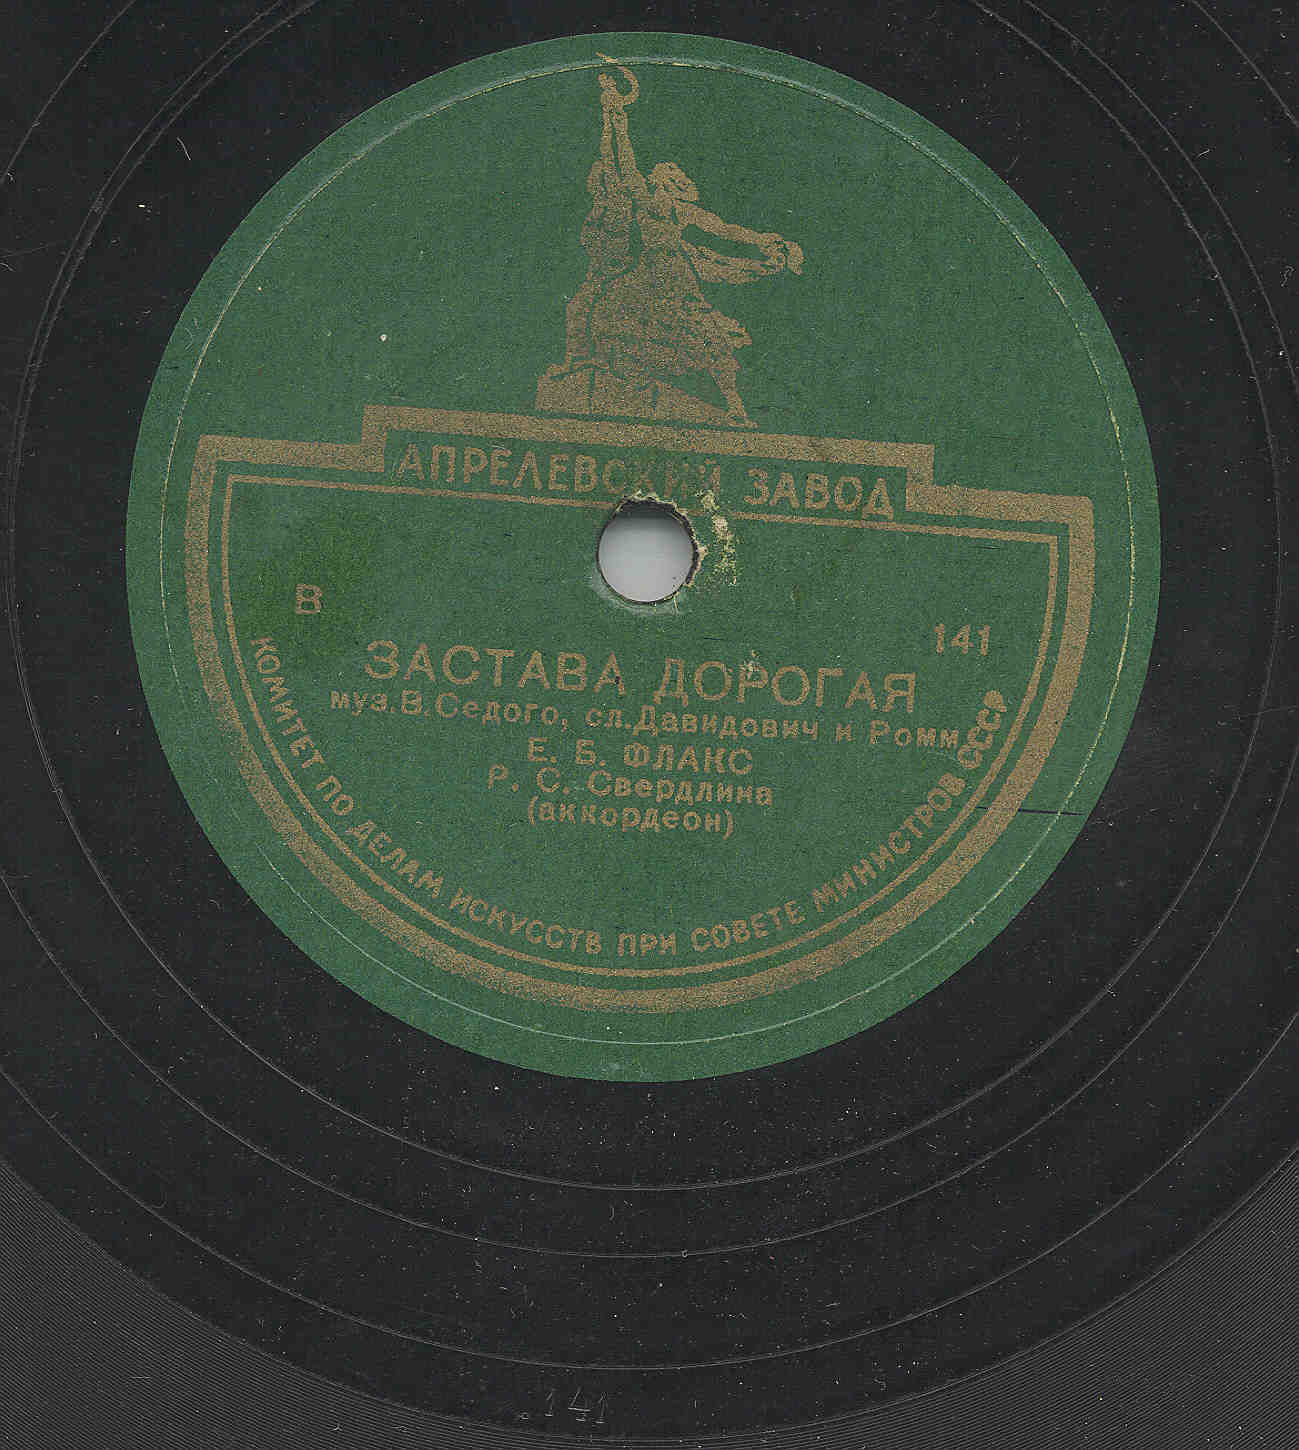 АПРЕЛЕВСКИЙ ЗАВОД
В
141
ЗАСТАВА ДОРОГАЯ
муз. В. Седого, сл. Давидович и Ромм
Е. Б. ФЛАКС
Р. С. Свердлина
(аккордеон)
КОМИТЕТ ПО ДЕЛАМ ИСКУССТВ ПРИ СОВЕТЕ МИНИСТРОВ СССР
141